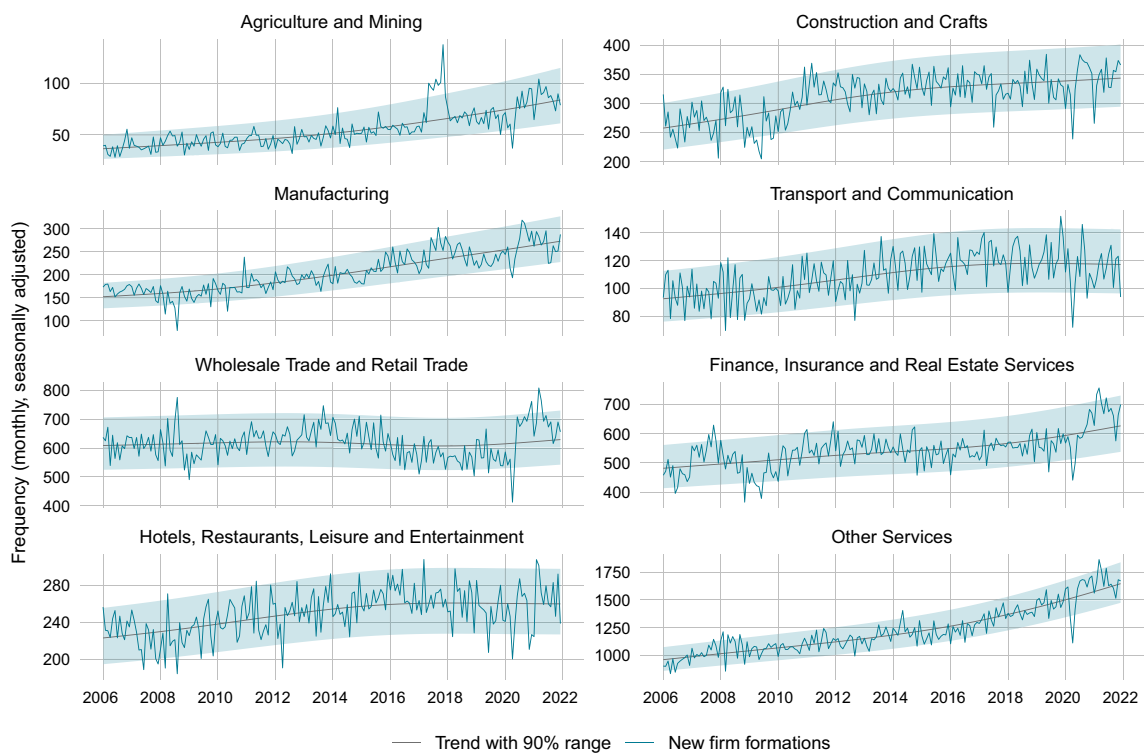 Frequency (monthly, seasonally adjusted)
Agriculture and Mining
100
50
Construction and Crafts
400
350
300
250
200
Manufacturing
300
250
200
150
100
Transport and Communication
140
120
100
80
Wholesale Trade and Retail Trade
800
700
600
500
400
Finance, Insurance and Real Estate Services
700
600
500
400
Hotels, Restaurants, Leisure and Entertainment
280
240
200
2006 2008 2010 2012 2014 2016 2018 2020 2022
Other Services
1750
1500
1250
1000
2006 2008 2010 2012 2014 2016 2018 2020 2022
Trend with 90% range New firm formations